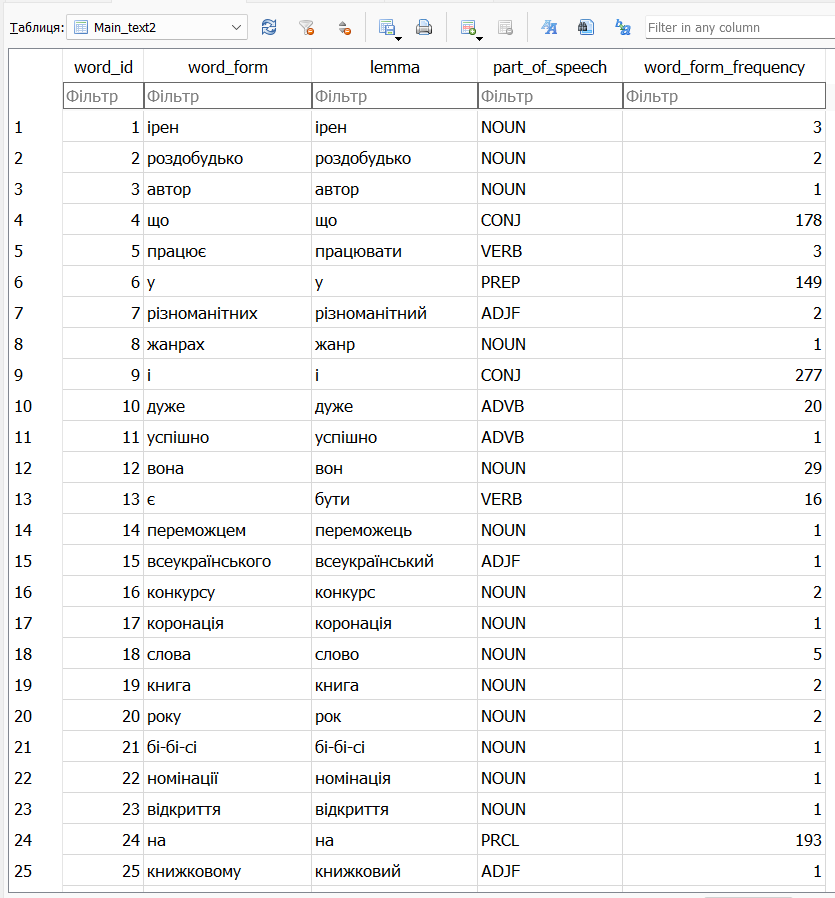 Таблиця: Main_text2 Filter in any column
word_id word_form lemma part_of_speech word_form_frequency
Фільтр Фільтр Фільтр Фільтр Фільтр
1 1 ірен ірен NOUN 3
2 2 роздобудько роздобудько NOUN 2
3 3 автор автор NOUN 1
4 4 що що CONJ 178
5 5 працює працювати VERB 3
6 6 у у PREP 149
7 7 різноманітних різноманітний ADJF 2
8 8 жанрах жанр NOUN 1
9 9 і і CONJ 277
10 10 дуже дуже ADVB 20
11 11 успішно успішно ADVB 1
12 12 вона вон NOUN 29
13 13 є бути VERB 16
14 14 переможцем переможець NOUN 1
15 15 всеукраїнського всеукраїнський ADJF 1
16 16 конкурсу конкурс NOUN 2
17 17 коронація коронація NOUN 1
18 18 слова слово NOUN 5
19 19 книга книга NOUN 2
20 20 року рок NOUN 2
21 21 бі-бі-сі бі-бі-сі NOUN 1
22 22 номінації номінація NOUN 1
23 23 відкриття відкриття NOUN 1
24 24 на на PRCL 193
25 25 книжковому книжковий ADJF 1